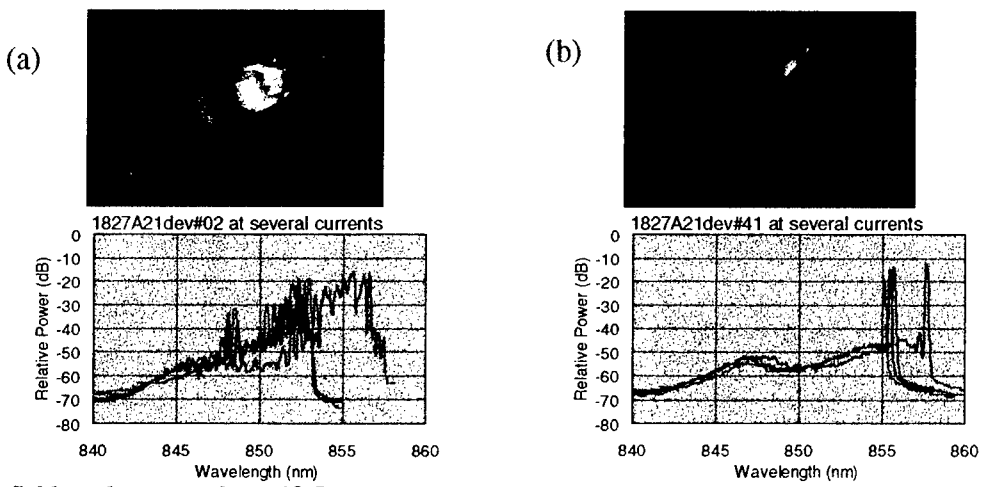 (a)
(b)
1827A21dev#02 at several currents
0
-10
-20
-30
-40
-50
-60
-70
-80
Relative Power (dB)
840 845 850 855 860
Wavelength (nm)
1827A21dev#41 at several currents
0
-10
-20
-30
-40
-50
-60
-70
-80
Relative Power (dB)
840 845 850 855 860
Wavelength (nm)